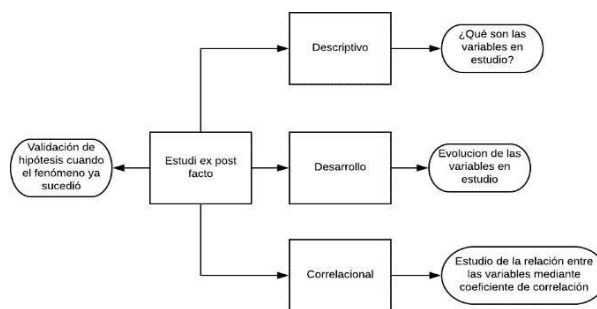 Descriptivo
¿Qué son las
variables en
estudio?
Validación de
hipótesis cuando
el fenómeno ya
sucedió
Estudi ex post
facto
Desarrollo
Evolucion de las
variables en
estudio
Correlacional
Estudio de la relación entre
las variables mediante
coeficiente de correlación